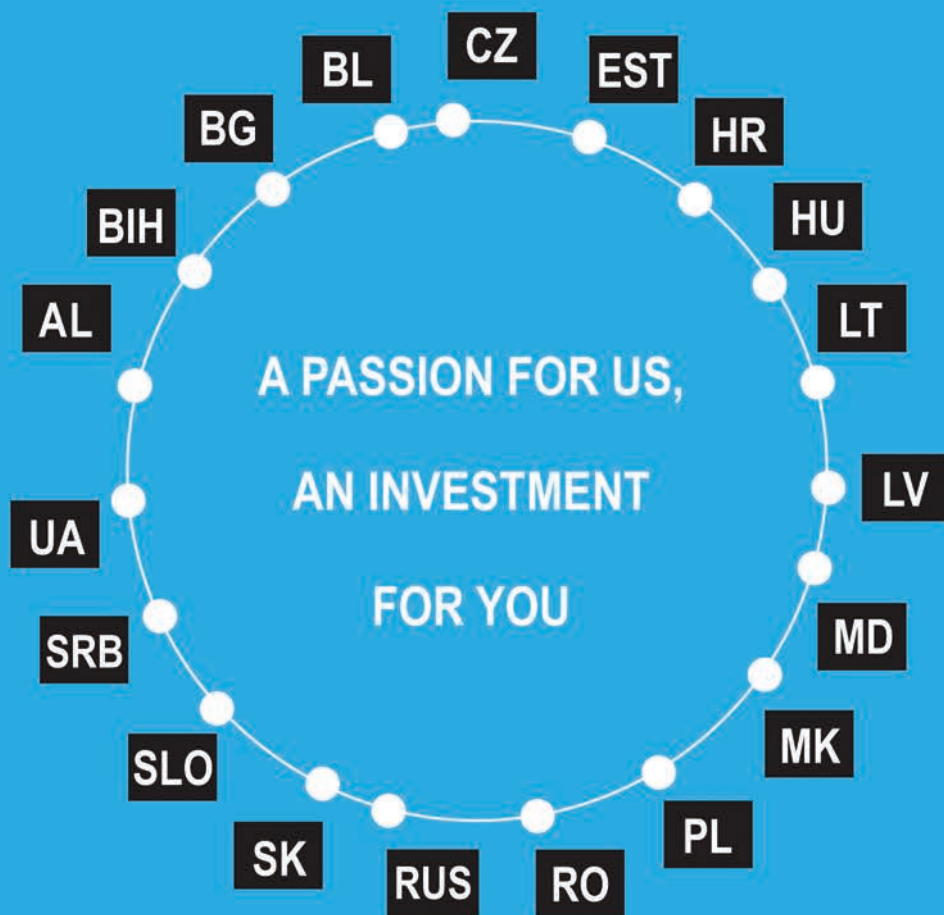 CZ
BL
EST
BG
HR
BIH
HU
AL
LT
A PASSION FOR US,
AN INVESTMENT
LV
UA
FOR YOU
SRB
MD
SLO
MK
SK
PL
RUS
RO